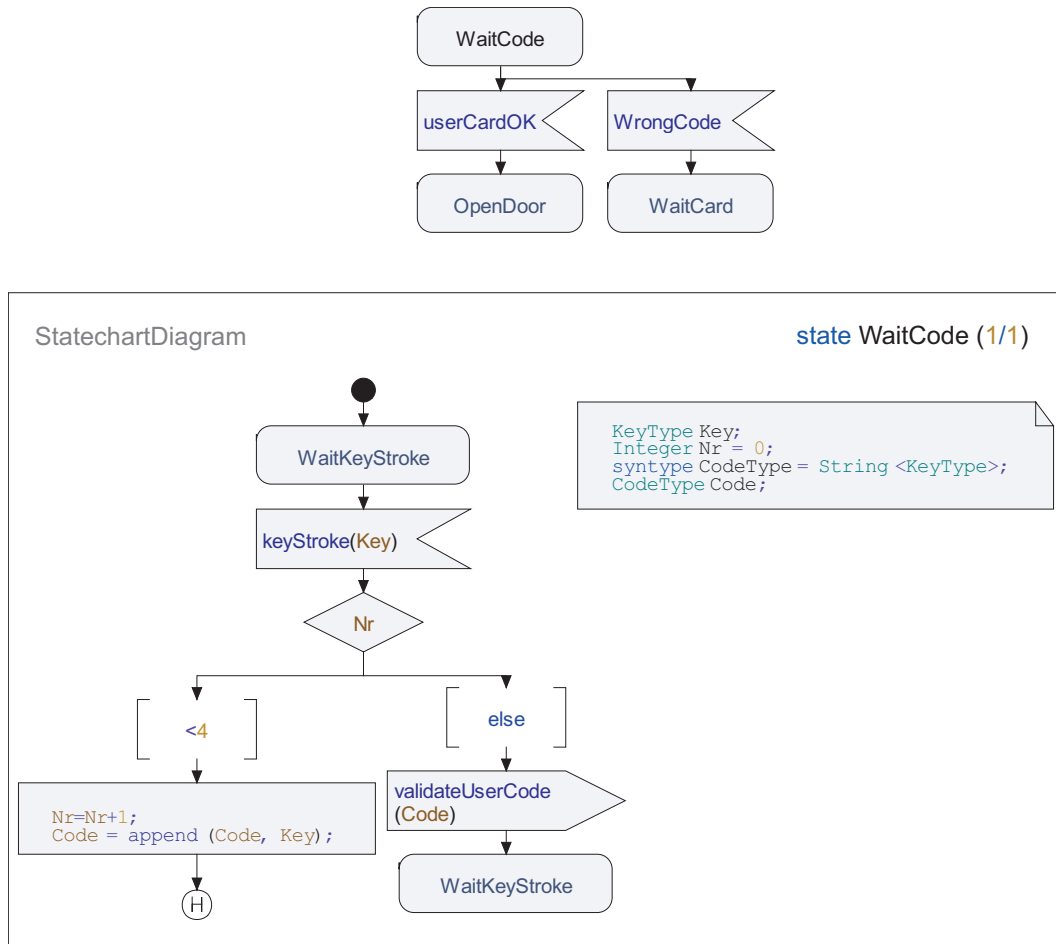 WaitCode
userCardOK
WrongCode
OpenDoor
WaitCard
StatechartDiagram
state WaitCode (1/1)
WaitKeyStroke
KeyType Key;
Integer Nr = 0;
syntype CodeType = String <KeyType>;
CodeType Code;
keyStroke(Key)
Nr
<4
else
Nr=Nr+1;
Code = append (Code, Key);
validateUserCode
(Code)
H
WaitKeyStroke